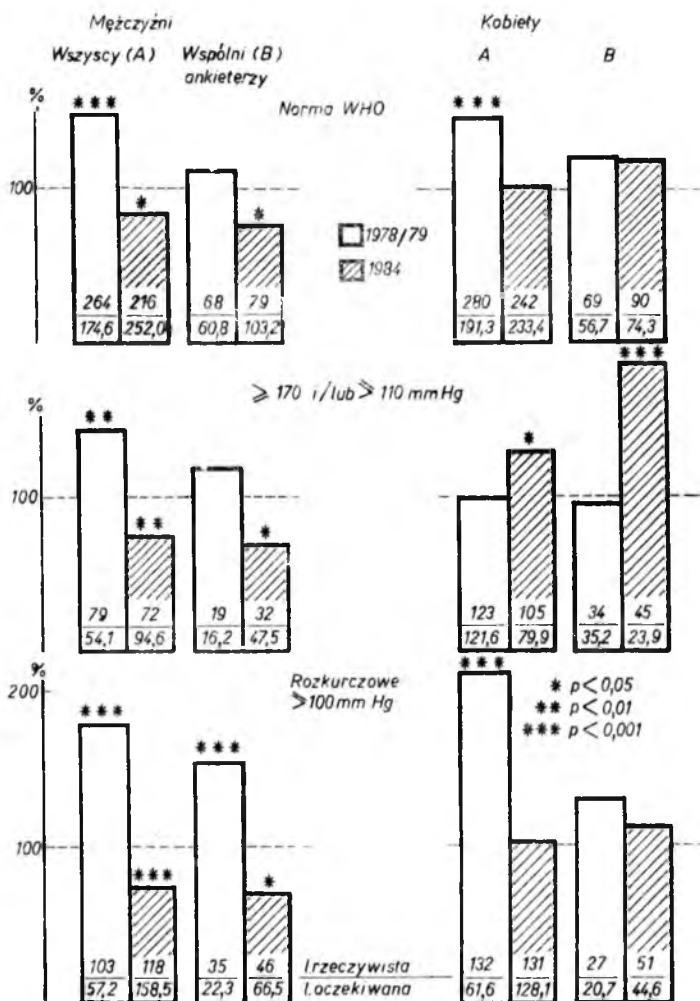 Mężczyźni Kobiety
Wszyscy (A) Wspólni (B) A B
ankieterzy
% *** ***
Norma WHO
100 * *
1978/79
1984
264 216 68 79 280 242 69 90
174,6 252,0 60,8 103,2 191,3 233,4 56,7 74,3
***
⩾ 170 i/lub ⩾ 110 mm Hg
% ** *
100 ** *
79 72 19 32 123 105 34 45
54,1 94,6 16,2 47,5 121,6 79,9 35,2 23,9
% ***
200 Rozkurczowe * p < 0,05
*** ⩾100 mm Hg ** p < 0,01
*** *** p < 0,001
100 *** *
103 118 35 46 l.rzeczywista 132 131 27 51
57,2 158,5 22,3 66,5 l.oczekiwana 61,6 128,1 20,7 44,6